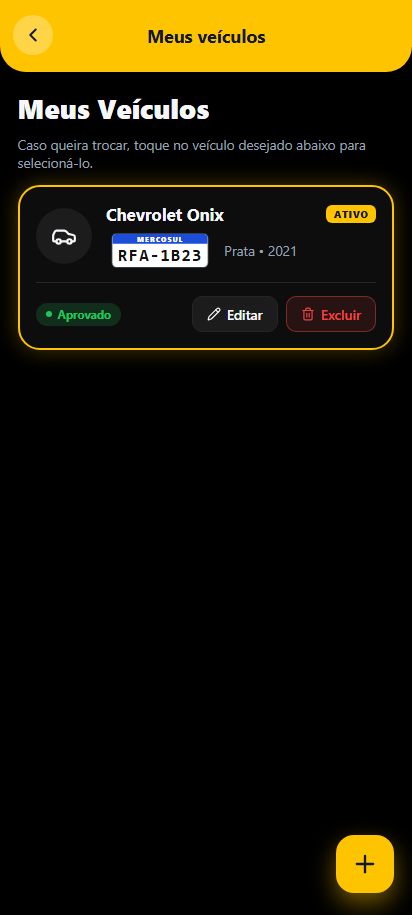 Meus veículos
Meus Veículos
Caso queira trocar, toque no veículo desejado abaixo para
selecioná-lo.
Chevrolet Onix
ATIVO
MERCOSUL
RFA-1B23
Prata • 2021
Aprovado
Editar
Excluir